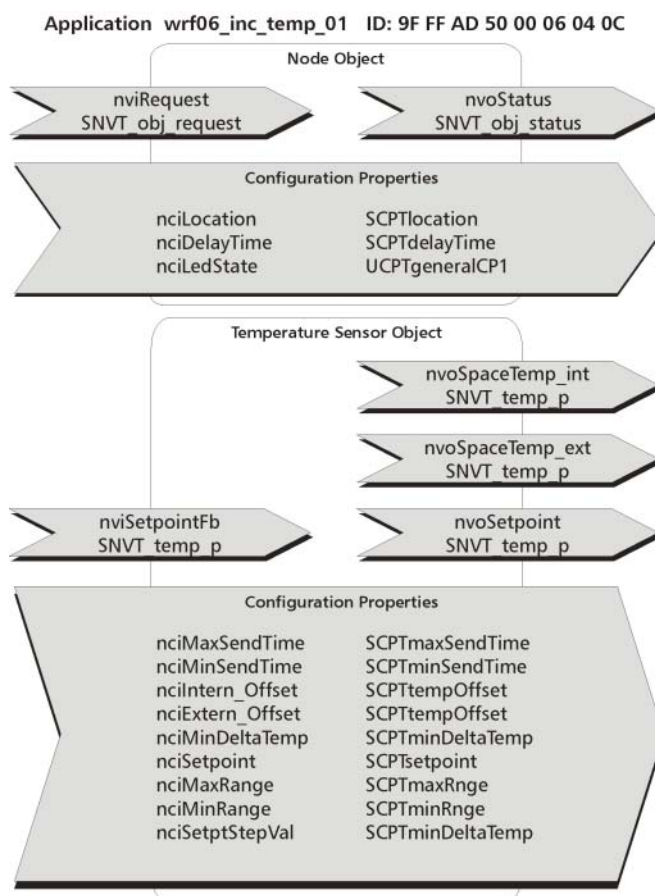 Application wrf06_inc_temp_01 ID: 9F FF AD 50 00 06 04 0C
Node Object
nviRequest
SNVT_obj_request
nvoStatus
SNVT_obj_status
Configuration Properties
nciLocation SCPTlocation
nciDelayTime SCPTdelayTime
nciLedState UCPTgeneralCP1
Temperature Sensor Object
nvoSpaceTemp_int
SNVT_temp_p
nvoSpaceTemp_ext
SNVT_temp_p
nviSetpointFb
SNVT_temp_p
nvoSetpoint
SNVT_temp_p
Configuration Properties
nciMaxSendTime SCPTmaxSendTime
nciMinSendTime SCPTminSendTime
nciIntern_Offset SCPTtempOffset
nciExtern_Offset SCPTtempOffset
nciMinDeltaTemp SCPTminDeltaTemp
nciSetpoint SCPTsetpoint
nciMaxRange SCPTmaxRnge
nciMinRange SCPTminRnge
nciSetptStepVal SCPTminDeltaTemp